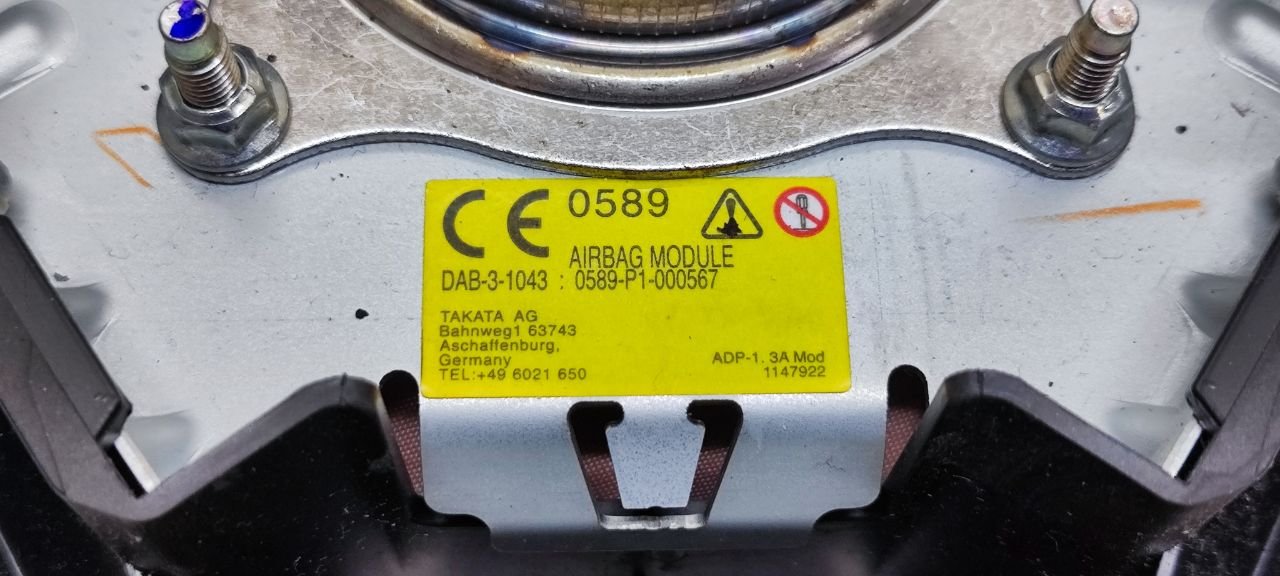 CE 0589
AIRBAG MODULE
DAB-3-1043 : 0589-P1-000567
TAKATA AG
Bahnweg1 63743
Aschaffenburg,
Germany
TEL:+49 6021 650
ADP-1. 3A Mod
1147922